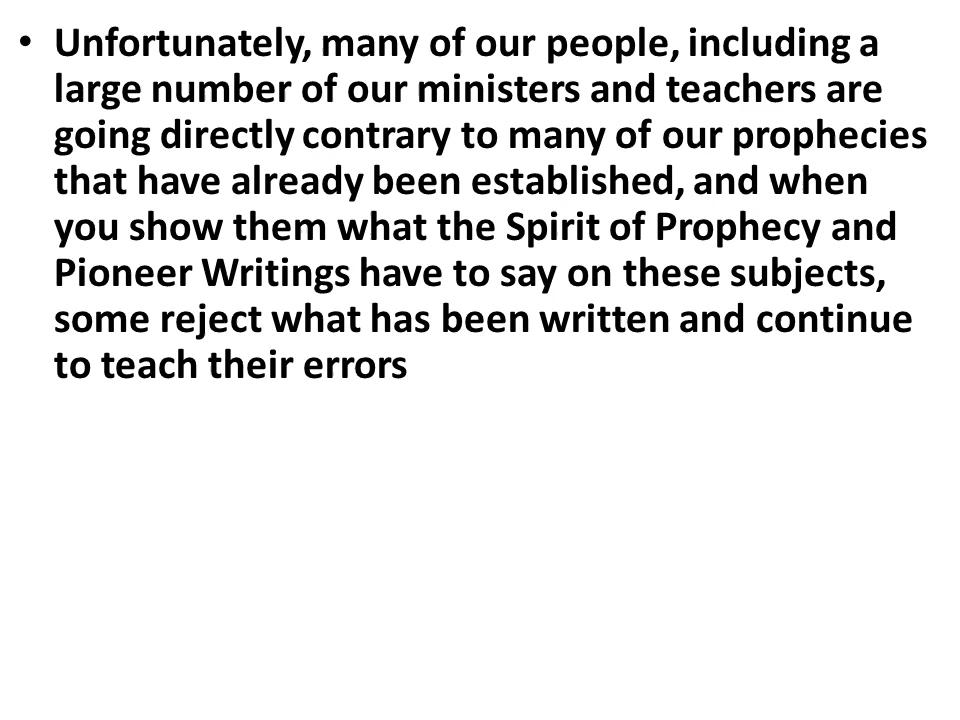 • Unfortunately, many of our people, including a
large number of our ministers and teachers are
going directly contrary to many of our prophecies
that have already been established, and when
you show them what the Spirit of Prophecy and
Pioneer Writings have to say on these subjects,
some reject what has been written and continue
to teach their errors